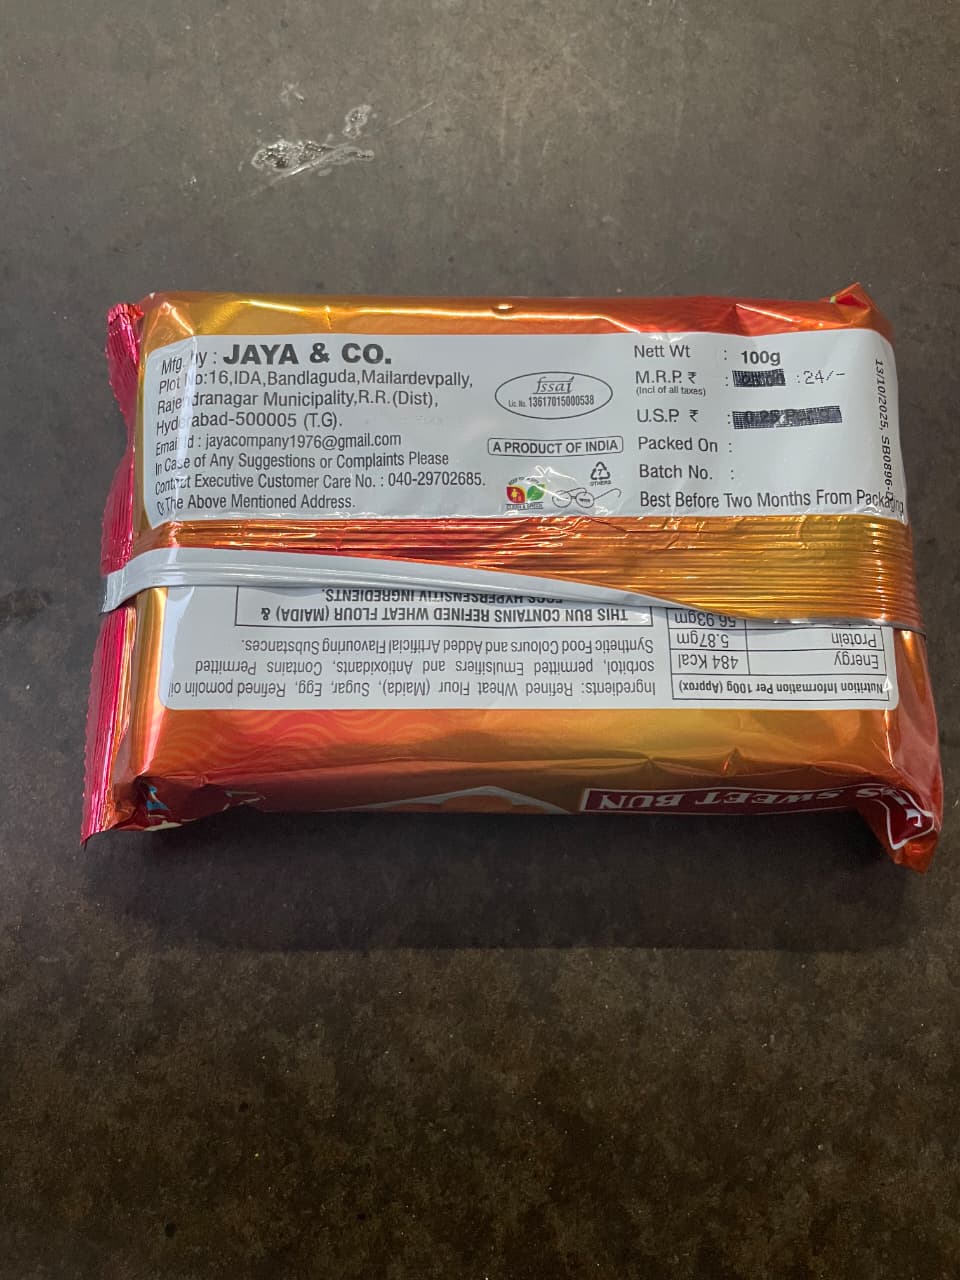 Mfg. by : JAYA & CO.
Plot No:16,IDA,Bandlaguda,Mailardevpally,
Rajendranagar Municipality,R.R.(Dist),
Hyderabad-500005 (T.G).
Email Id : jayacompany1976@gmail.com
In Case of Any Suggestions or Complaints Please
Contact Executive Customer Care No. : 040-29702685.
Or The Above Mentioned Address.
fssai
Lic. No. 13617015000538
A PRODUCT OF INDIA
OTHERS
Nett Wt : 100g
M.R.P. ₹ : :24/-
(Incl of all taxes)
U.S.P. ₹ :
Packed On :
Batch No. :
Best Before Two Months From Packaging
13/10/2025, SB0896-
Nutrition Information Per 100g (Approx)
Energy 484 Kcal
Protein 5.87gm
56.93gm
Ingredients: Refined Wheat Flour (Maida), Sugar, Egg, Refined pomolin oil
sorbitol, permitted Emulsifiers and Antioxidants, Contains Permitted
Synthetic Food Colours and Added Artificial Flavouring Substances.
THIS BUN CONTAINS REFINED WHEAT FLOUR (MAIDA) &
EGGS HYPERSENSITIV INGREDIENTS.
SWEET BUN